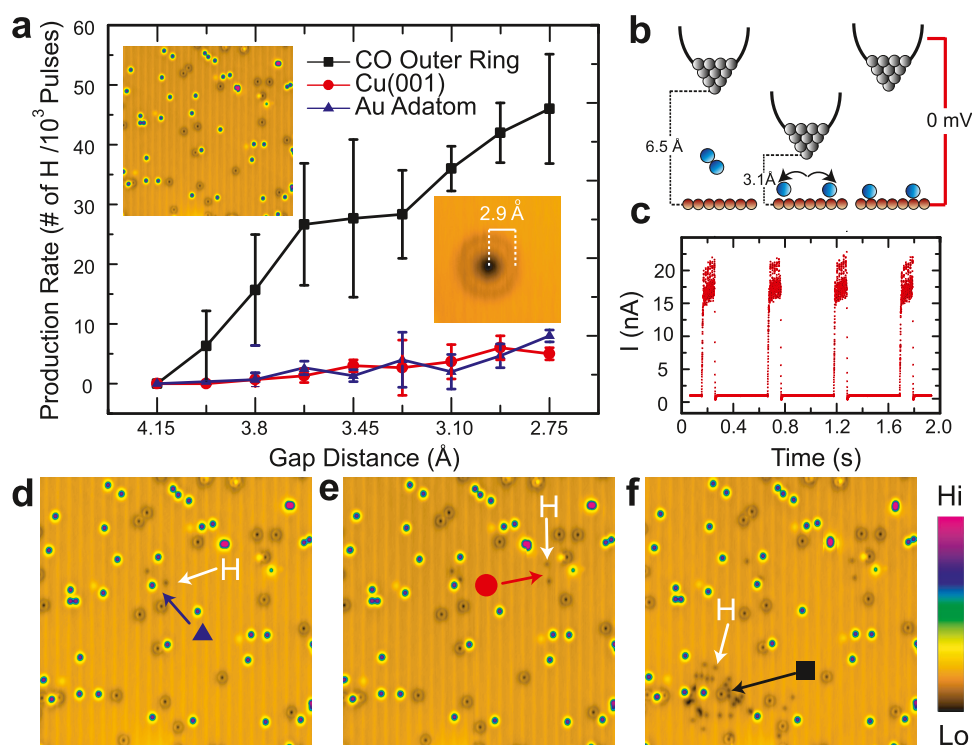 a
Production Rate (# of H /10³ Pulses)
60
50
40
30
20
10
0
CO Outer Ring
Cu(001)
Au Adatom
2.9 Å
4.15
3.8
3.45
3.10
2.75
Gap Distance (Å)
b
6.5 Å
3.1Å
0 mV
c
I (nA)
25
20
15
10
5
0
0
0.4
0.8
1.2
1.6
2.0
Time (s)
d
H
e
H
f
H
Hi
Lo